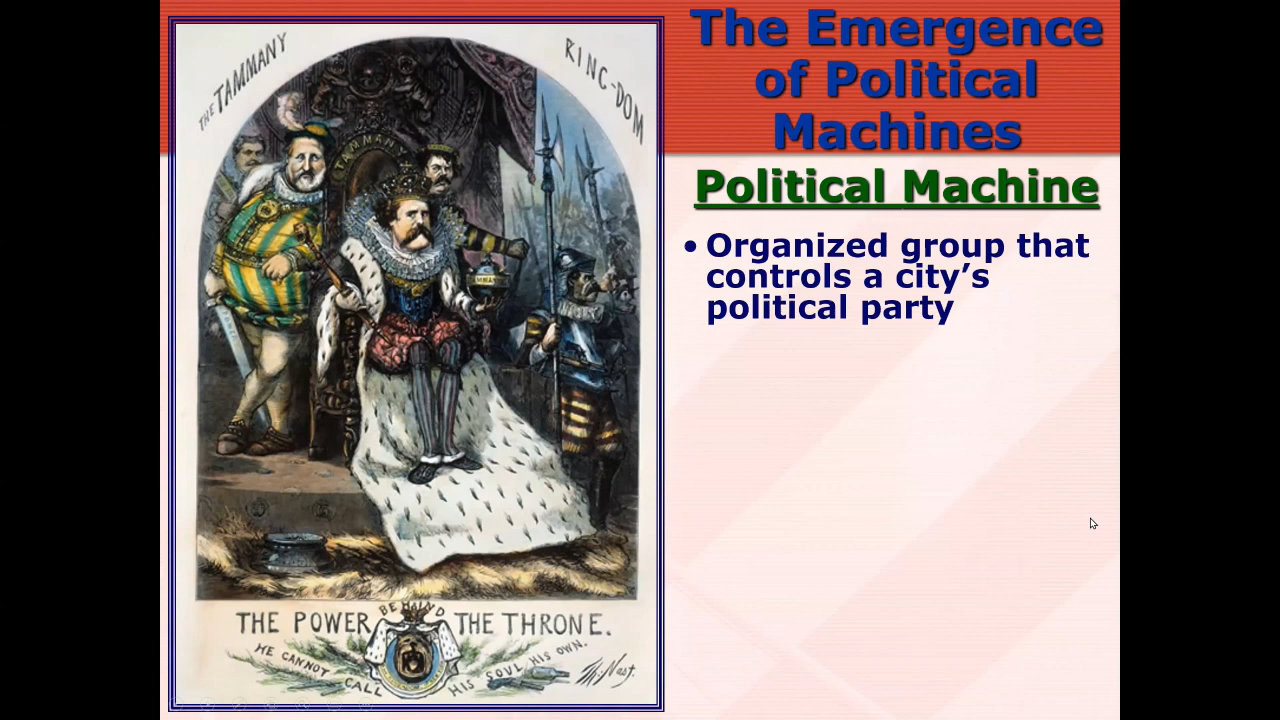 The Emergence
of Political
Machines
Political Machine
• Organized group that
controls a city's
political party
THE TAMMANY
RING-DOM
TAMMANY
THE POWER BEHIND THE THRONE.
HE CANNOT CALL HIS SOUL HIS OWN.
Th. Nast.